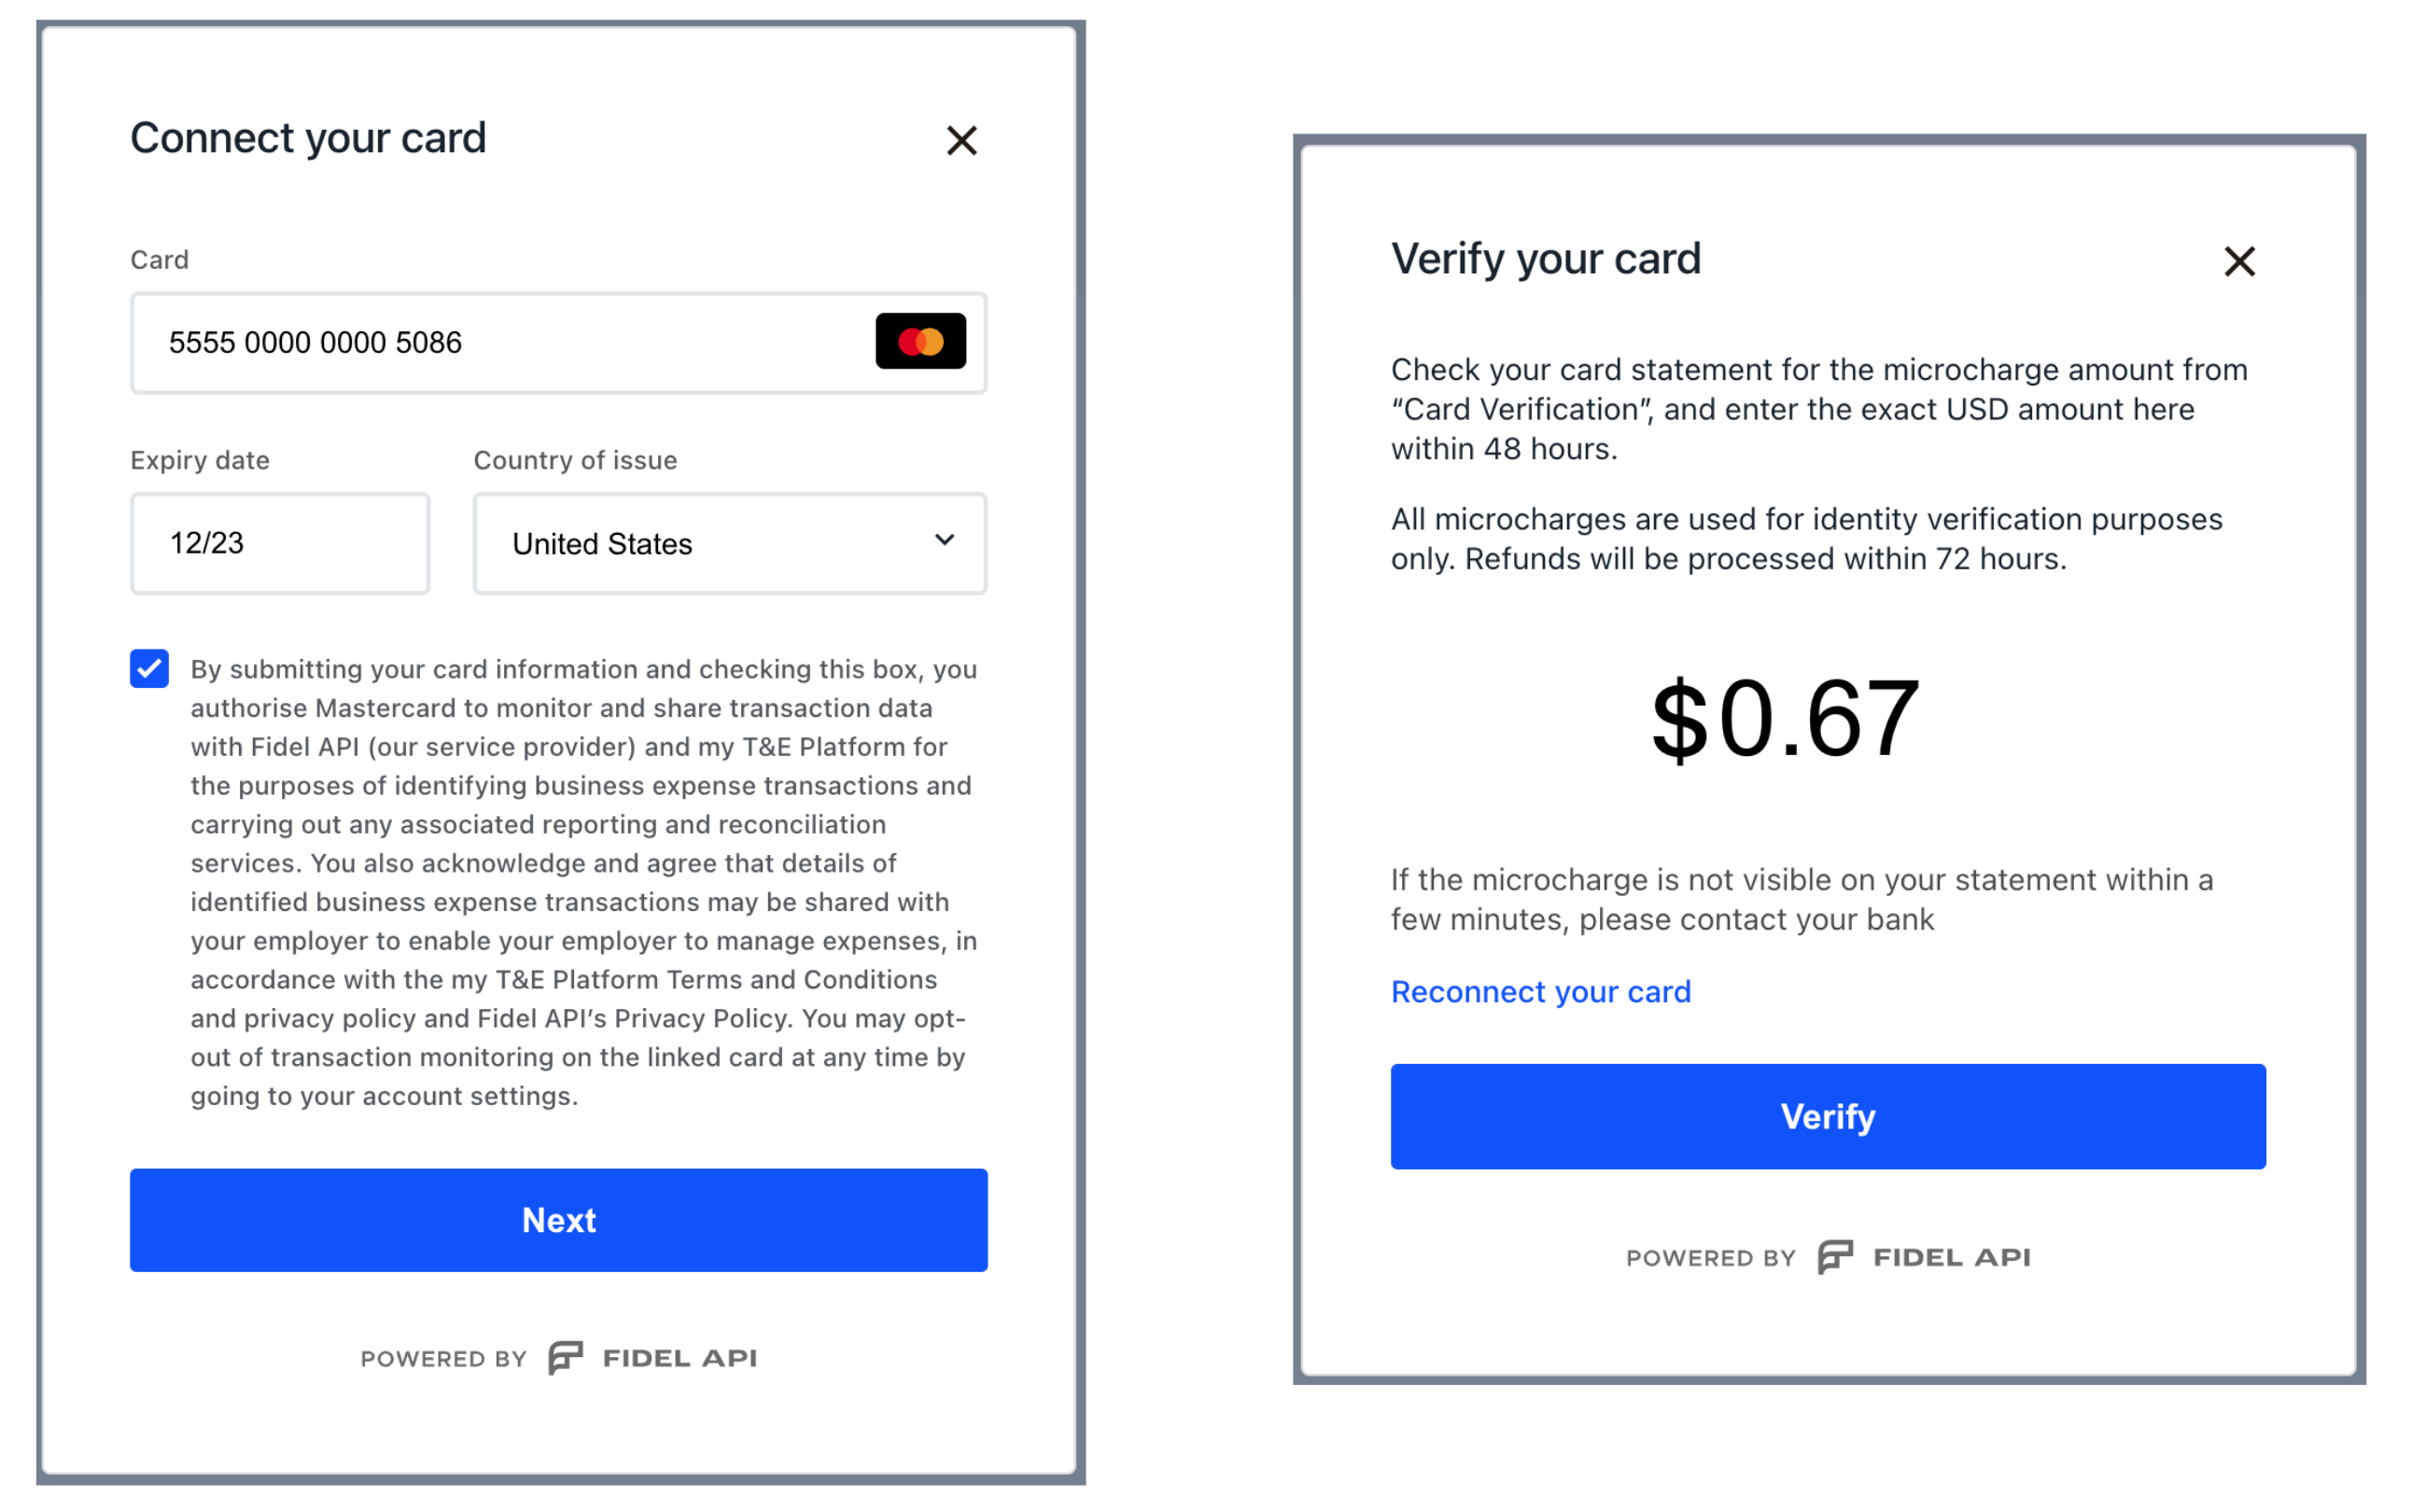 Connect your card
Card
5555 0000 0000 5086
Expiry date
Country of issue
12/23
United States
By submitting your card information and checking this box, you
authorise Mastercard to monitor and share transaction data
with Fidel API (our service provider) and my T&E Platform for
the purposes of identifying business expense transactions and
carrying out any associated reporting and reconciliation
services. You also acknowledge and agree that details of
identified business expense transactions may be shared with
your employer to enable your employer to manage expenses, in
accordance with the my T&E Platform Terms and Conditions
and privacy policy and Fidel API’s Privacy Policy. You may opt-
out of transaction monitoring on the linked card at any time by
going to your account settings.
Next
POWERED BY FIDEL API
Verify your card
Check your card statement for the microcharge amount from
“Card Verification”, and enter the exact USD amount here
within 48 hours.
All microcharges are used for identity verification purposes
only. Refunds will be processed within 72 hours.
$0.67
If the microcharge is not visible on your statement within a
few minutes, please contact your bank
Reconnect your card
Verify
POWERED BY FIDEL API